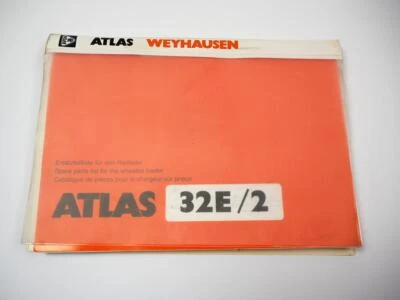 ATLAS WEYHAUSEN
Ersatzteilliste für den Radlader
Spare parts list for the wheeled loader
Catalogue de pièces pour le chargeur sur pneus
ATLAS 32E/2